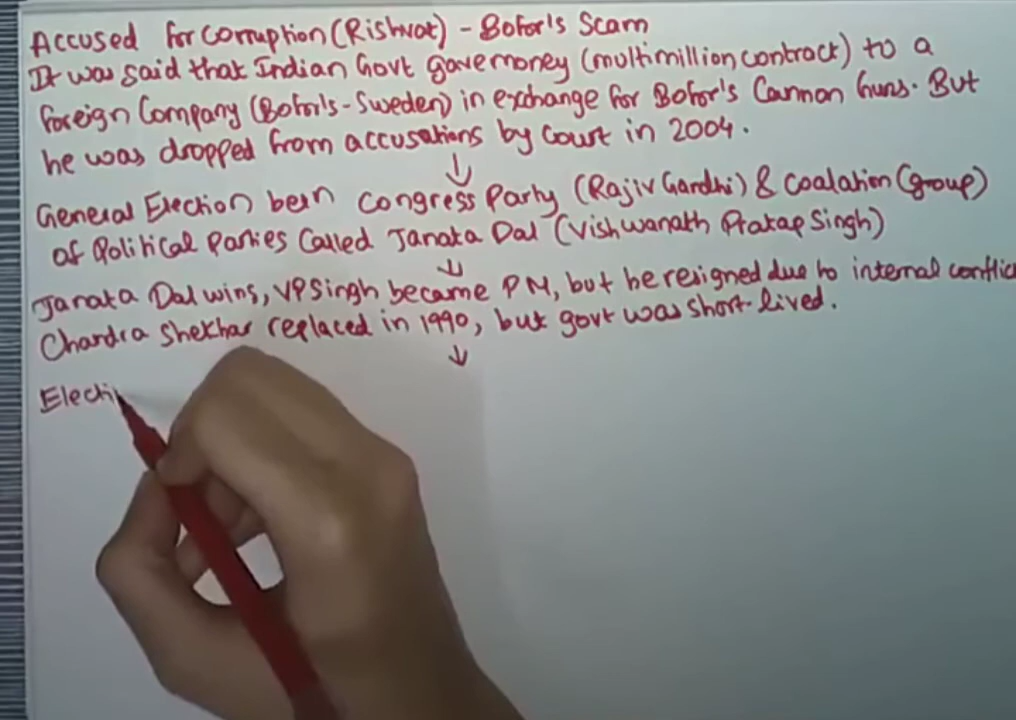 Accused for corruption (Rishvat) - Bofor's Scam
It was said that Indian Govt gave money (multimillion contract) to a
foreign Company (Bofor's - Sweden) in exchange for Bofor's Cannon Guns. But
he was dropped from accusations by Court in 2004.
↓
General Election betn Congress Party (Rajiv Gandhi) & Coalation (group)
of Political Parties Called Janata Dal (Vishwanath Pratap Singh)
↓
Janata Dal wins, VP Singh became PM, but he resigned due to internal conflic
Chandra Shekhar replaced in 1990, but govt was short-lived.
↓
Electi